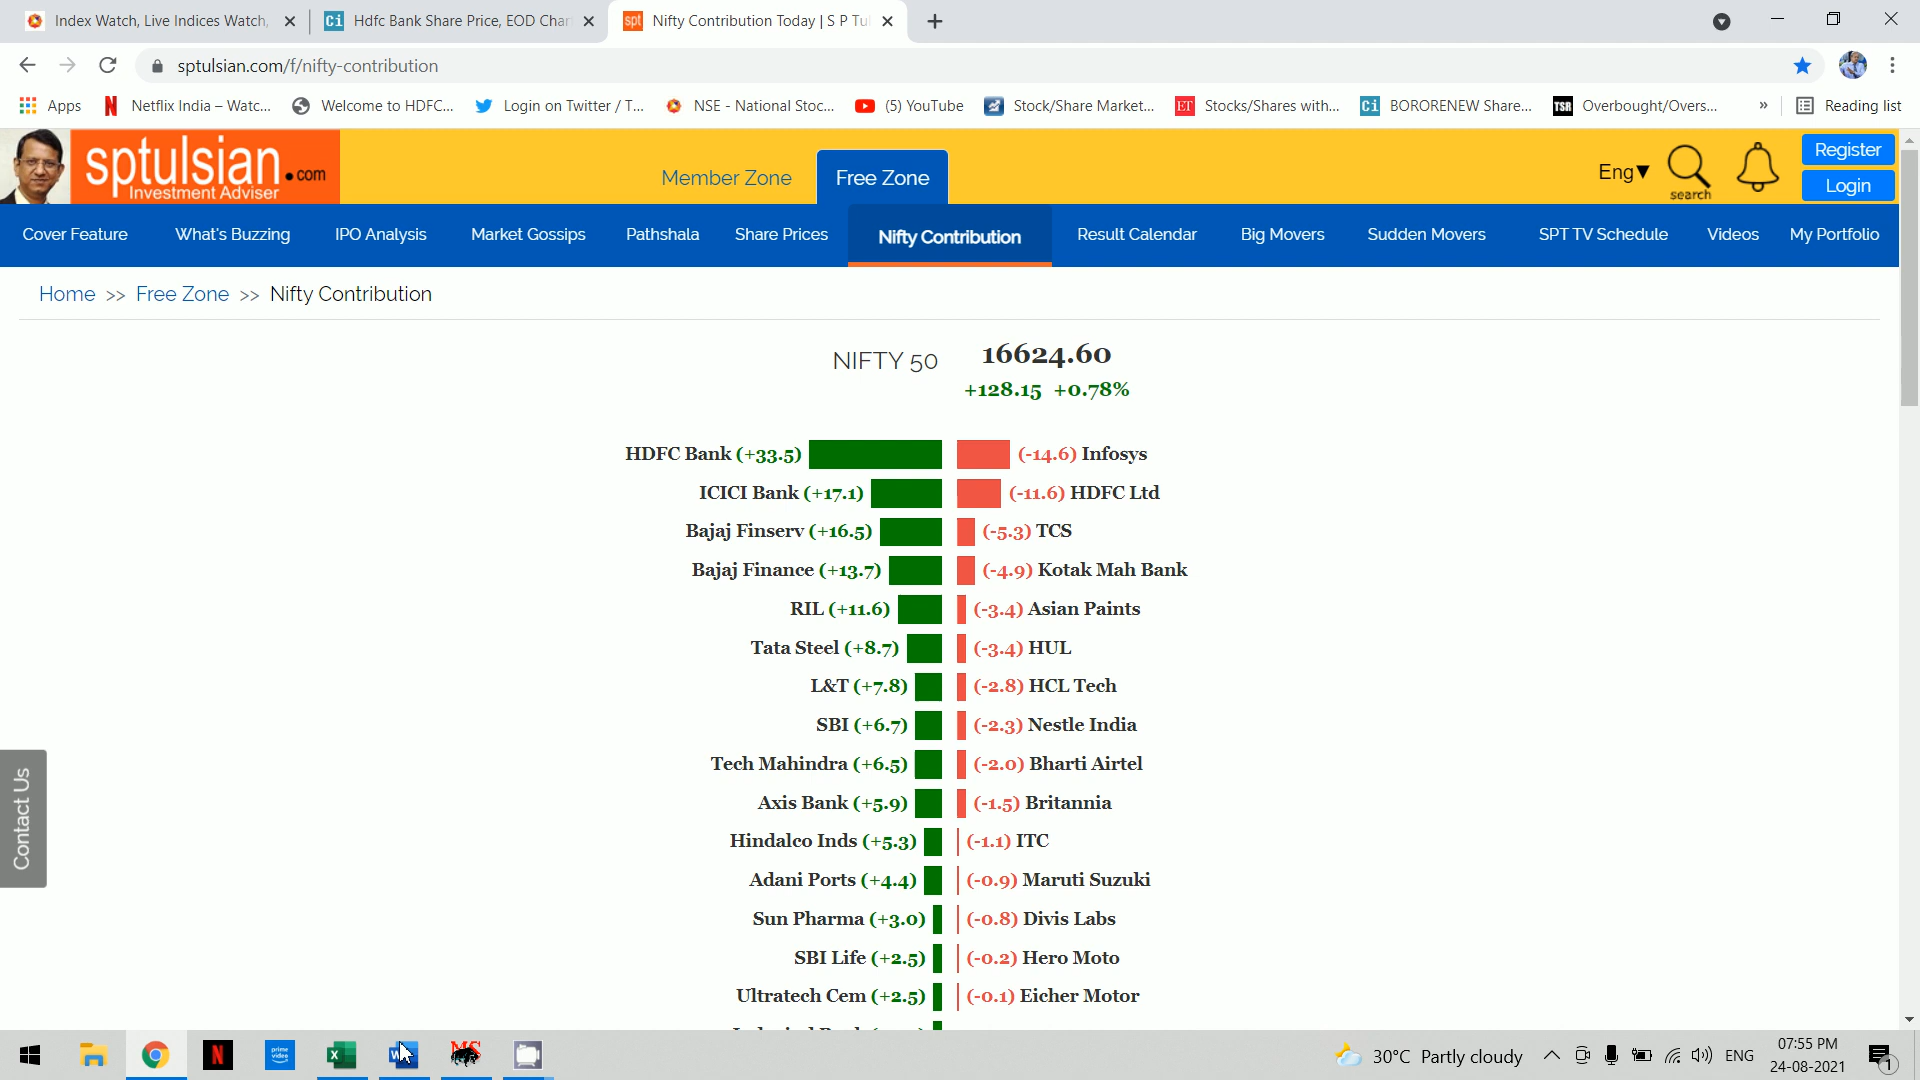 Index Watch, Live Indices Watch,
Hdfc Bank Share Price, EOD Char
spt Nifty Contribution Today | S P Tul
sptulsian.com/f/nifty-contribution
Apps
Netflix India – Watc...
Welcome to HDFC...
Login on Twitter / T...
NSE - National Stoc...
(5) YouTube
Stock/Share Market...
ET Stocks/Shares with...
Ci BORORENEW Share...
TSR Overbought/Overs...
»
Reading list
sptulsian.com
Investment Adviser
Member Zone
Free Zone
Eng▼
search
Register
Login
Cover Feature
What's Buzzing
IPO Analysis
Market Gossips
Pathshala
Share Prices
Nifty Contribution
Result Calendar
Big Movers
Sudden Movers
SPT TV Schedule
Videos
My Portfolio
Home >> Free Zone >> Nifty Contribution
NIFTY 50 16624.60
+128.15 +0.78%
HDFC Bank (+33.5) (-14.6) Infosys
ICICI Bank (+17.1) (-11.6) HDFC Ltd
Bajaj Finserv (+16.5) (-5.3) TCS
Bajaj Finance (+13.7) (-4.9) Kotak Mah Bank
RIL (+11.6) (-3.4) Asian Paints
Tata Steel (+8.7) (-3.4) HUL
L&T (+7.8) (-2.8) HCL Tech
SBI (+6.7) (-2.3) Nestle India
Tech Mahindra (+6.5) (-2.0) Bharti Airtel
Axis Bank (+5.9) (-1.5) Britannia
Hindalco Inds (+5.3) (-1.1) ITC
Adani Ports (+4.4) (-0.9) Maruti Suzuki
Sun Pharma (+3.0) (-0.8) Divis Labs
SBI Life (+2.5) (-0.2) Hero Moto
Ultratech Cem (+2.5) (-0.1) Eicher Motor
Contact Us
prime video
30°C Partly cloudy
ENG
07:55 PM
24-08-2021
1